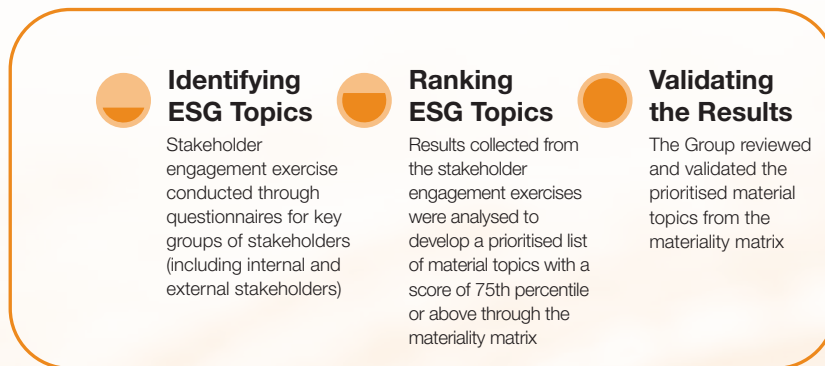 Identifying
ESG Topics
Stakeholder
engagement exercise
conducted through
questionnaires for key
groups of stakeholders
(including internal and
external stakeholders)
Ranking
ESG Topics
Results collected from
the stakeholder
engagement exercises
were analysed to
develop a prioritised list
of material topics with a
score of 75th percentile
or above through the
materiality matrix
Validating
the Results
The Group reviewed
and validated the
prioritised material
topics from the
materiality matrix